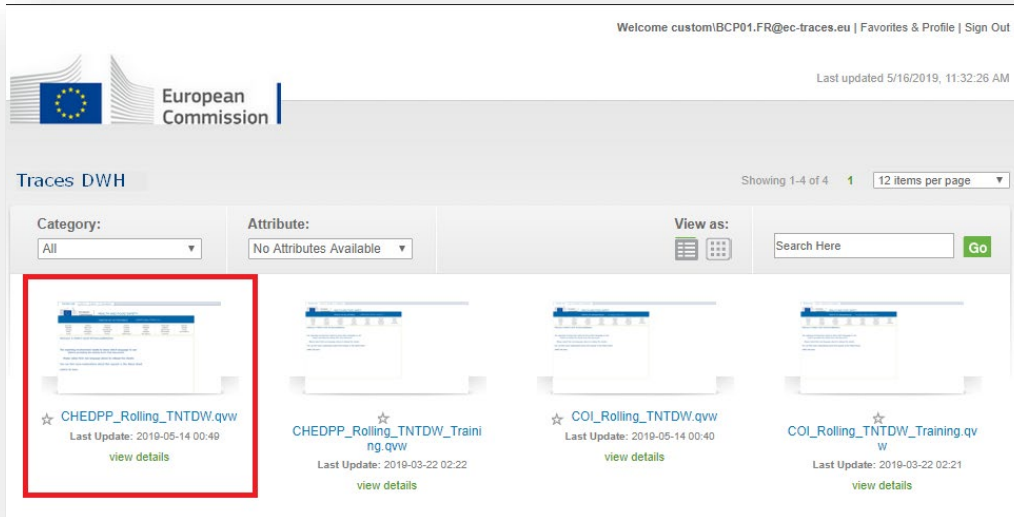 Welcome custom\BCP01.FR@ec-traces.eu | Favorites & Profile | Sign Out
Last updated 5/16/2019, 11:32:26 AM
European
Commission
Traces DWH
Showing 1-4 of 4 1 12 items per page
Category:
Attribute:
View as:
All
No Attributes Available
Search Here
Go
CHEDPP_Rolling_TNTDW.qvw
Last Update: 2019-05-14 00:49
view details
CHEDPP_Rolling_TNTDW_Traini
ng.qvw
Last Update: 2019-03-22 02:22
view details
COI_Rolling_TNTDW.qvw
Last Update: 2019-05-14 00:40
view details
COI_Rolling_TNTDW_Training.qv
w
Last Update: 2019-03-22 02:21
view details